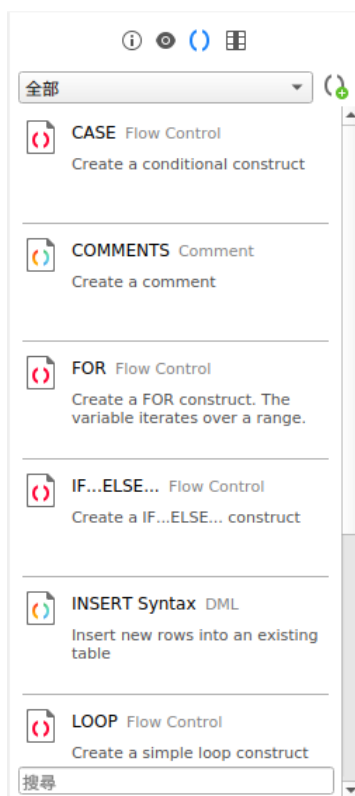 全部
CASE Flow Control
Create a conditional construct
COMMENTS Comment
Create a comment
FOR Flow Control
Create a FOR construct. The
variable iterates over a range.
IF...ELSE... Flow Control
Create a IF...ELSE... construct
INSERT Syntax DML
Insert new rows into an existing
table
LOOP Flow Control
Create a simple loop construct
搜尋